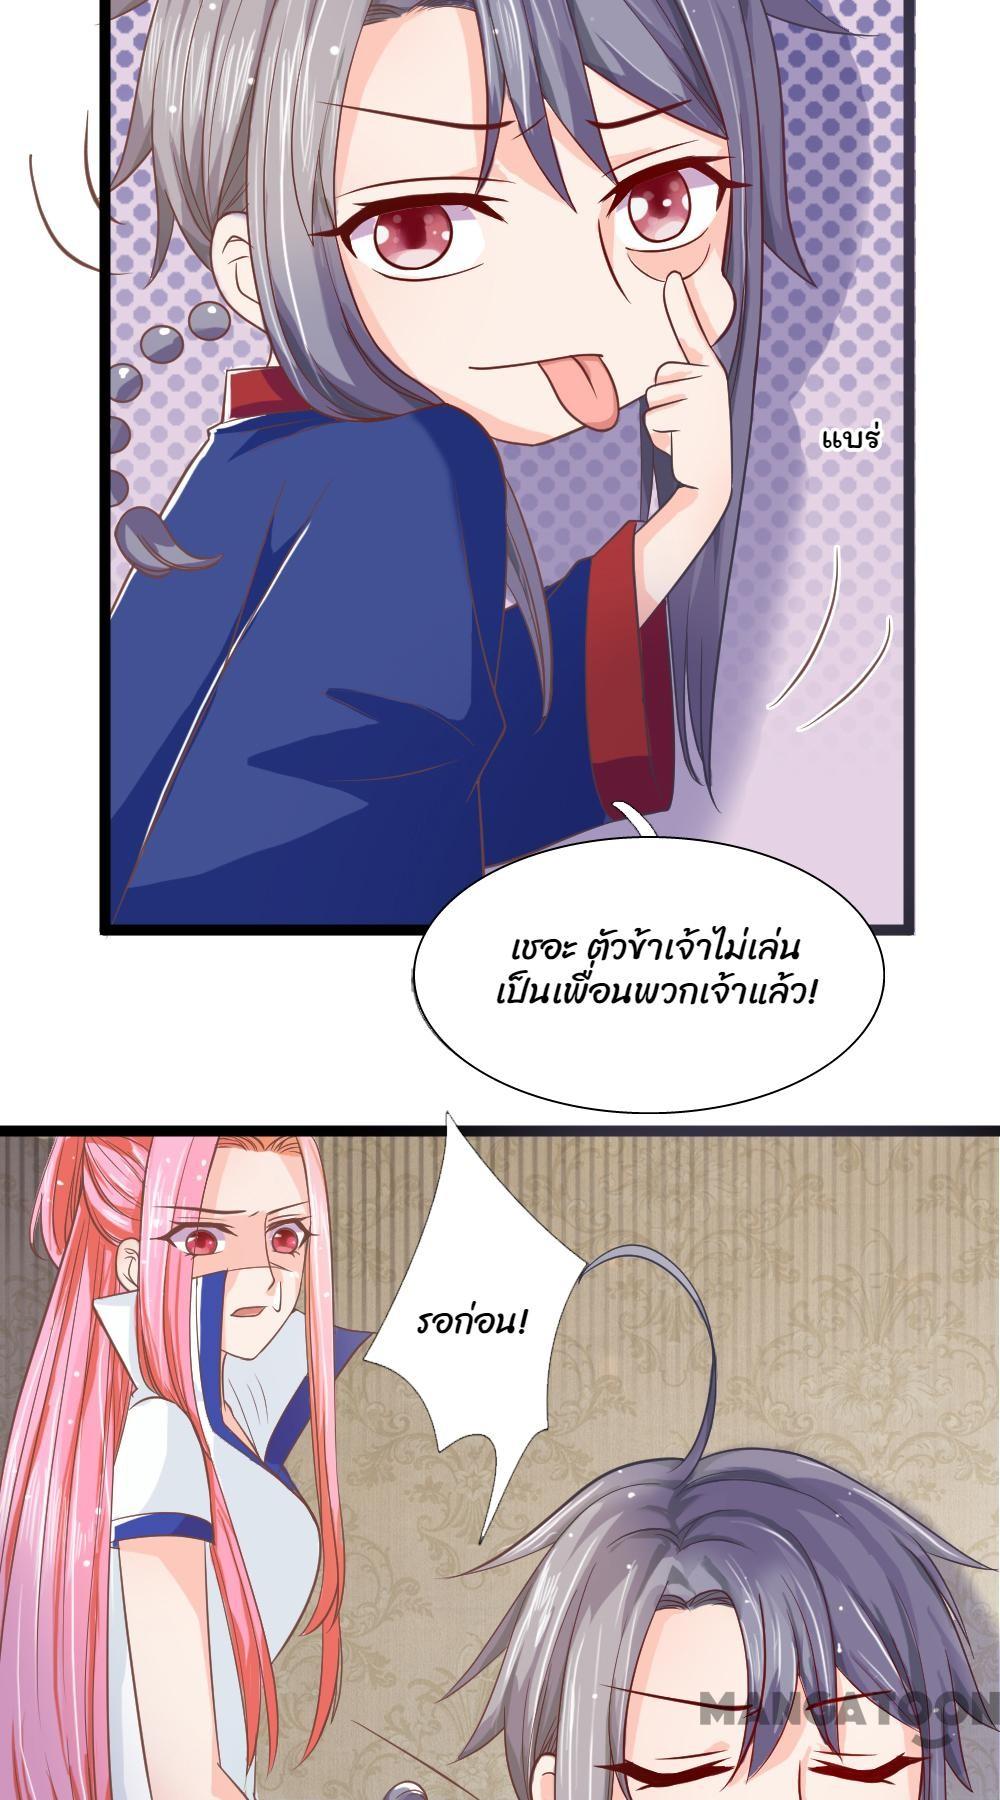 แบร่
เชอะ ตัวข้าเจ้าไม่เล่น
เป็นเพื่อนพวกเจ้าแล้ว!
รอก่อน!
MANGATOON